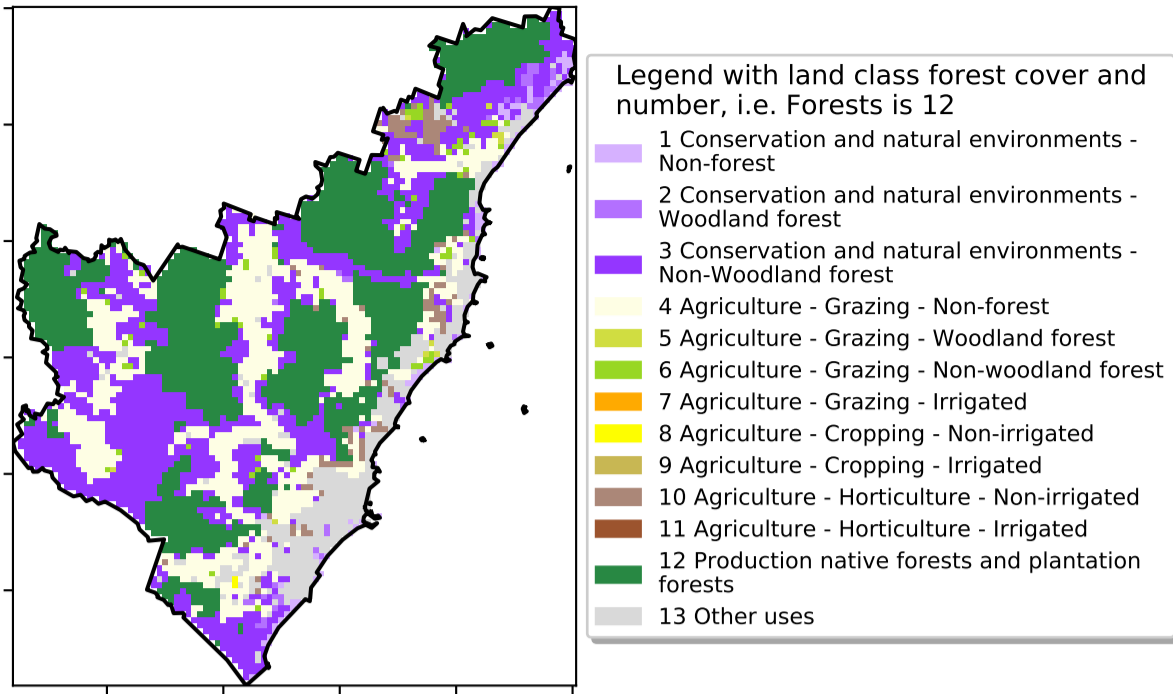 Legend with land class forest cover and
number, i.e. Forests is 12
1 Conservation and natural environments -
Non-forest
2 Conservation and natural environments -
Woodland forest
3 Conservation and natural environments -
Non-Woodland forest
4 Agriculture - Grazing - Non-forest
5 Agriculture - Grazing - Woodland forest
6 Agriculture - Grazing - Non-woodland forest
7 Agriculture - Grazing - Irrigated
8 Agriculture - Cropping - Non-irrigated
9 Agriculture - Cropping - Irrigated
10 Agriculture - Horticulture - Non-irrigated
11 Agriculture - Horticulture - Irrigated
12 Production native forests and plantation
forests
13 Other uses